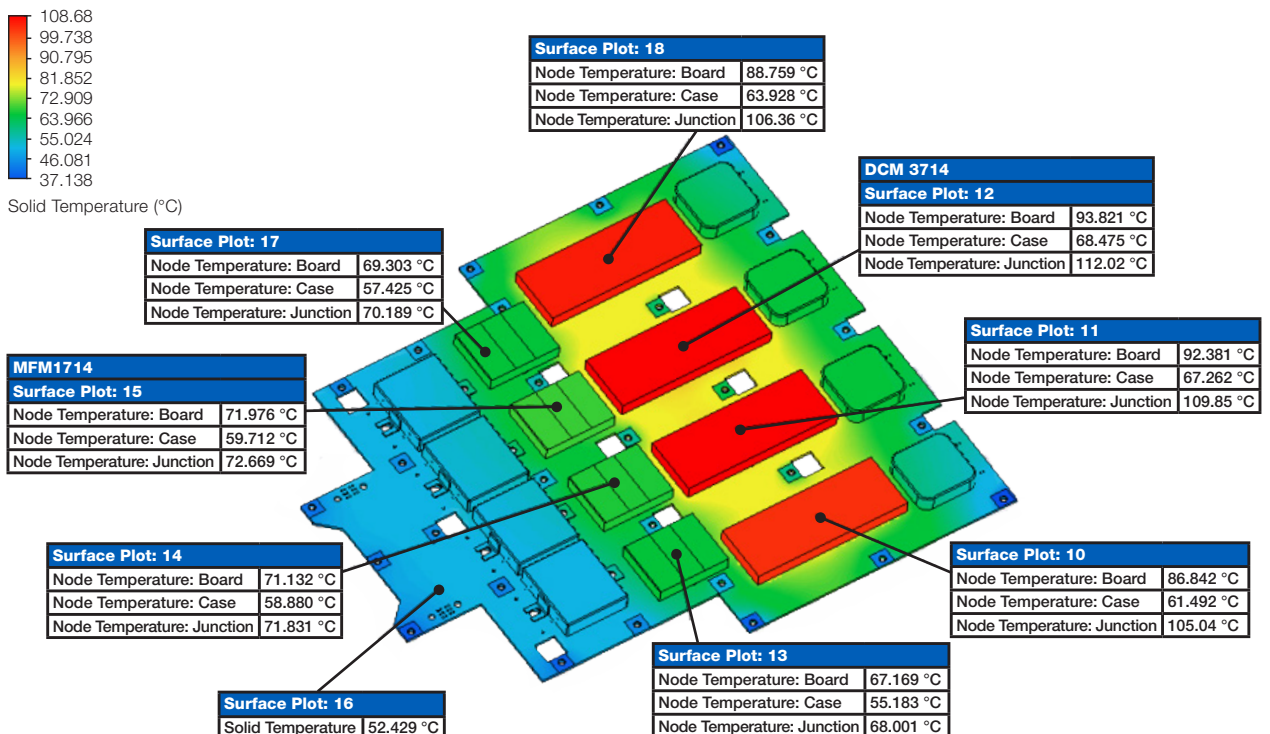 108.68
99.738
90.795
81.852
72.909
63.966
55.024
46.081
37.138
Solid Temperature (°C)
Surface Plot: 18
Node Temperature: Board 88.759 °C
Node Temperature: Case 63.928 °C
Node Temperature: Junction 106.36 °C
DCM 3714
Surface Plot: 12
Node Temperature: Board 93.821 °C
Node Temperature: Case 68.475 °C
Node Temperature: Junction 112.02 °C
Surface Plot: 17
Node Temperature: Board 69.303 °C
Node Temperature: Case 57.425 °C
Node Temperature: Junction 70.189 °C
Surface Plot: 11
Node Temperature: Board 92.381 °C
Node Temperature: Case 67.262 °C
Node Temperature: Junction 109.85 °C
MFM1714
Surface Plot: 15
Node Temperature: Board 71.976 °C
Node Temperature: Case 59.712 °C
Node Temperature: Junction 72.669 °C
Surface Plot: 14
Node Temperature: Board 71.132 °C
Node Temperature: Case 58.880 °C
Node Temperature: Junction 71.831 °C
Surface Plot: 10
Node Temperature: Board 86.842 °C
Node Temperature: Case 61.492 °C
Node Temperature: Junction 105.04 °C
Surface Plot: 13
Node Temperature: Board 67.169 °C
Node Temperature: Case 55.183 °C
Node Temperature: Junction 68.001 °C
Surface Plot: 16
Solid Temperature 52.429 °C